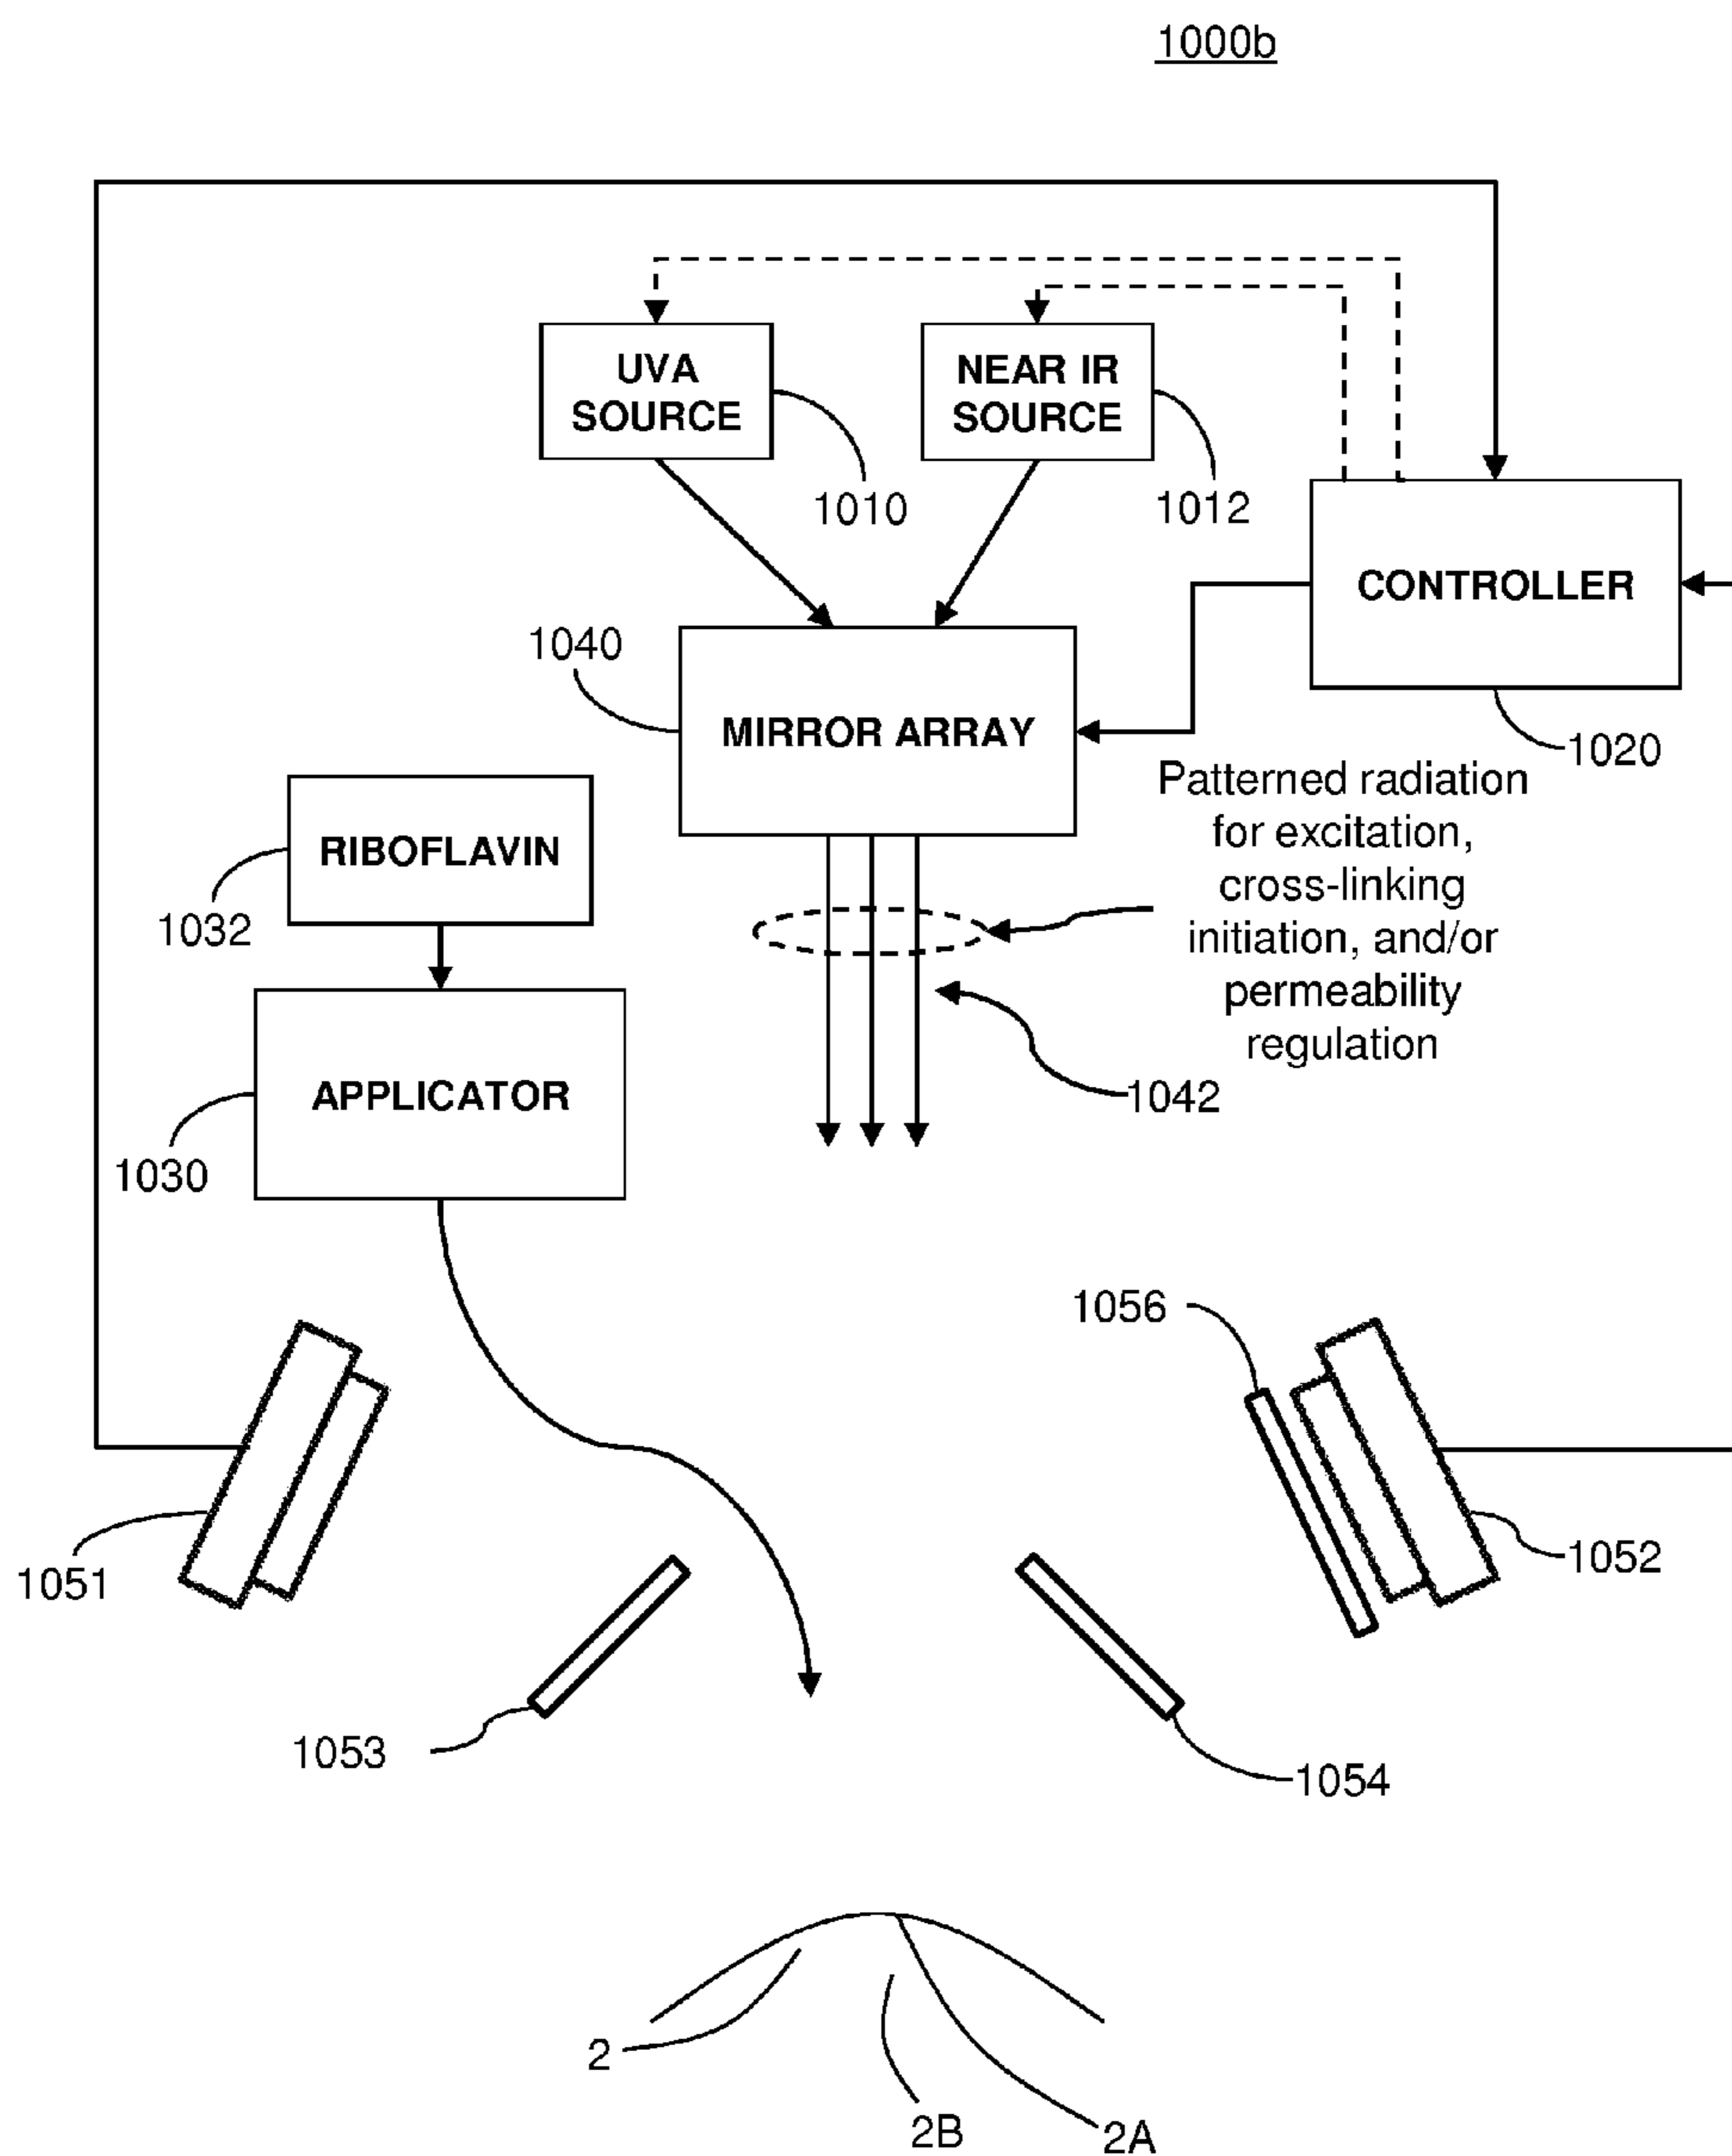 1000b
UVA
SOURCE
NEAR IR
SOURCE
1010
1012
CONTROLLER
1040
MIRROR ARRAY
1020
Patterned radiation
for excitation,
cross-linking
initiation, and/or
permeability
regulation
RIBOFLAVIN
1032
APPLICATOR
1042
1030
1056
1051
1052
1053
1054
2
2B
2A